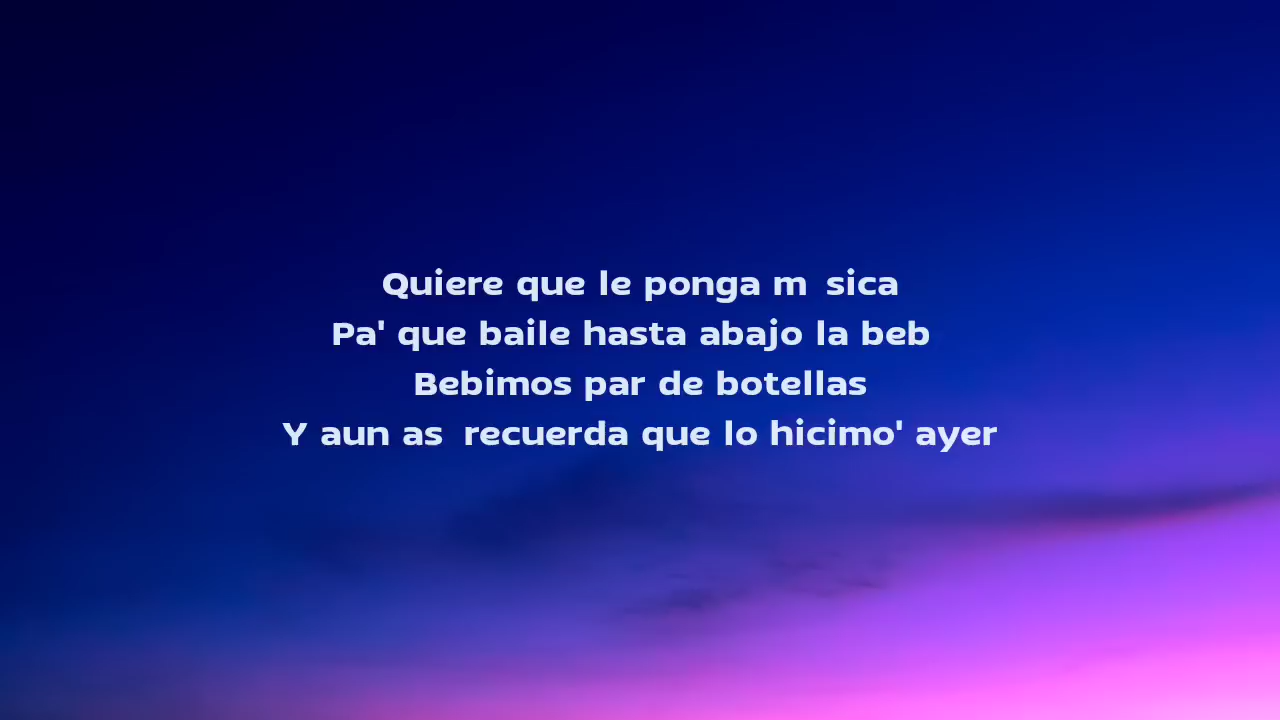 Quiere que le ponga m sica
Pa' que baile hasta abajo la beb
Bebimos par de botellas
Y aun as recuerda que lo hicimo' ayer